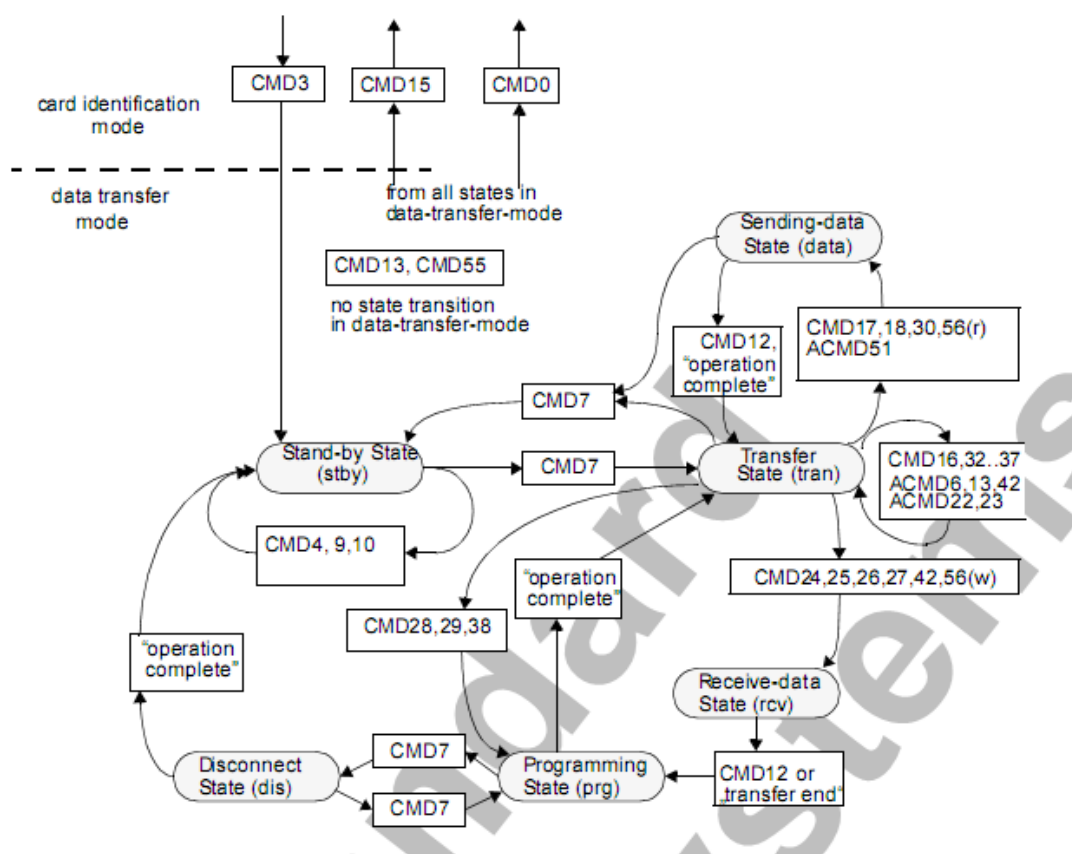 CMD3
CMD15
CMD0
card identification
mode
data transfer
mode
from all states in
data-transfer-mode
CMD13, CMD55
no state transition
in data-transfer-mode
Sending-data
State (data)
CMD12,
“operation
complete”
CMD17,18,30,56(r)
ACMD51
CMD7
Stand-by State
(stby)
CMD7
Transfer
State (tran)
CMD16,32..37
ACMD6,13,42
ACMD22,23
CMD4, 9,10
“operation
complete”
CMD24,25,26,27,42,56(w)
CMD28,29,38
“operation
complete”
Receive-data
State (rcv)
CMD7
Disconnect
State (dis)
Programming
State (prg)
CMD12 or
„transfer end“
CMD7